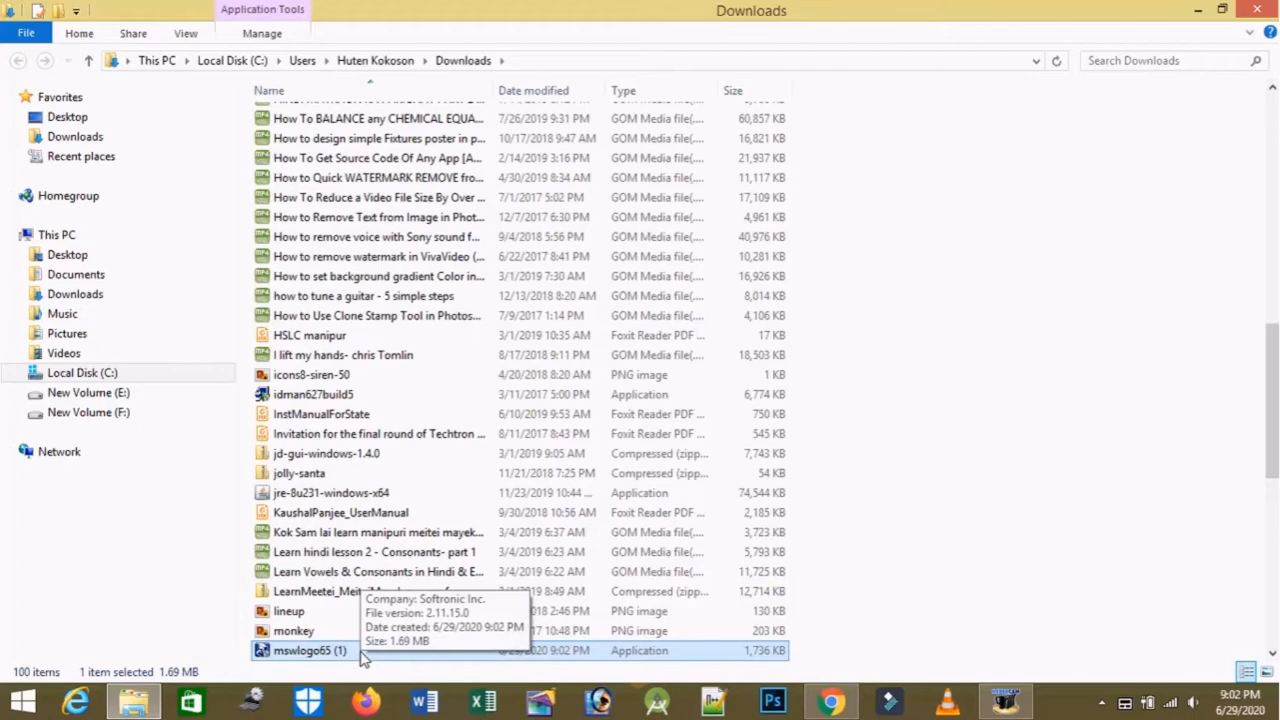 Application Tools
Downloads
File Home Share View Manage
This PC Local Disk (C:) Users Huten Kokoson Downloads
Search Downloads
Favorites
Desktop
Downloads
Recent places
Homegroup
This PC
Desktop
Documents
Downloads
Music
Pictures
Videos
Local Disk (C:)
New Volume (E:)
New Volume (F:)
Network
Name Date modified Type Size
How To BALANCE any CHEMICAL EQUA... 7/26/2019 9:31 PM GOM Media file(.... 60,857 KB
How to design simple Fixtures poster in p... 10/17/2018 9:47 AM GOM Media file(.... 16,821 KB
How To Get Source Code Of Any App [A... 2/14/2019 3:16 PM GOM Media file(.... 21,937 KB
How to Quick WATERMARK REMOVE fro... 4/30/2019 8:34 AM GOM Media file(.... 11,117 KB
How To Reduce a Video File Size By Over ... 7/1/2017 5:02 PM GOM Media file(.... 17,109 KB
How to Remove Text from Image in Phot... 12/7/2017 6:30 PM GOM Media file(.... 4,961 KB
How to remove voice with Sony sound f... 9/4/2018 5:56 PM GOM Media file(.... 40,976 KB
How to remove watermark in VivaVideo (... 6/22/2017 8:41 PM GOM Media file(.... 10,281 KB
How to set background gradient Color in... 3/1/2019 7:30 AM GOM Media file(.... 16,926 KB
how to tune a guitar - 5 simple steps 12/13/2018 8:20 AM GOM Media file(.... 8,014 KB
How to Use Clone Stamp Tool in Photos... 7/9/2017 1:14 PM GOM Media file(.... 4,106 KB
HSLC manipur 3/1/2019 10:35 AM Foxit Reader PDF ... 17 KB
I lift my hands- chris Tomlin 8/17/2018 9:11 PM GOM Media file(.... 18,503 KB
icons8-siren-50 4/20/2018 8:20 AM PNG image 1 KB
idman627build5 3/11/2017 5:00 PM Application 6,774 KB
InstManualForState 6/10/2019 9:53 AM Foxit Reader PDF ... 750 KB
Invitation for the final round of Techtron ... 8/11/2017 8:43 PM Foxit Reader PDF ... 545 KB
jd-gui-windows-1.4.0 3/1/2019 9:05 AM Compressed (zipp... 7,743 KB
jolly-santa 11/21/2018 7:25 PM Compressed (zipp... 54 KB
jre-8u231-windows-x64 11/23/2019 10:44 ... Application 74,544 KB
KaushalPanjee_UserManual 9/30/2018 10:56 AM Foxit Reader PDF ... 2,185 KB
Kok Sam lai learn manipuri meitei mayek... 3/4/2019 6:37 AM GOM Media file(.... 3,723 KB
Learn hindi lesson 2 - Consonants- part 1 3/4/2019 6:23 AM GOM Media file(.... 5,793 KB
Learn Vowels & Consonants in Hindi & E... 3/4/2019 6:22 AM GOM Media file(.... 11,725 KB
8:49 AM Compressed (zipp... 12,714 KB
lineup 2:46 PM PNG image 130 KB
monkey 10:48 PM PNG image 203 KB
mswlogo65 (1) 9:02 PM Application 1,736 KB
Company: Softronic Inc.
File version: 2.11.15.0
Date created: 6/29/2020 9:02 PM
Size: 1.69 MB
100 items 1 item selected 1.69 MB
9:02 PM
6/29/2020